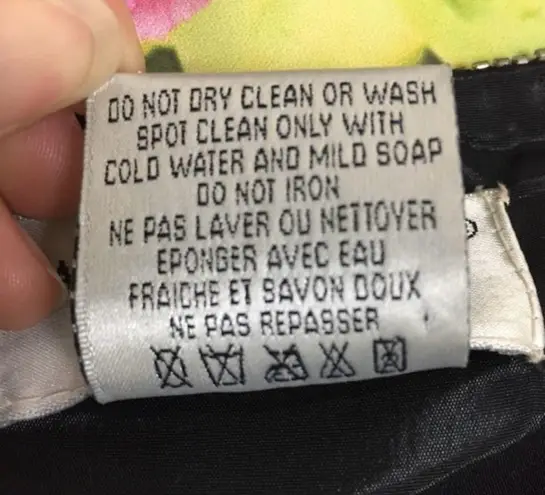 DO NOT DRY CLEAN OR WASH
SPOT CLEAN ONLY WITH
COLD WATER AND MILD SOAP
DO NOT IRON
NE PAS LAVER OU NETTOYER
EPONGER AVEC EAU
FRAICHE ET SAVON DOUX
NE PAS REPASSER